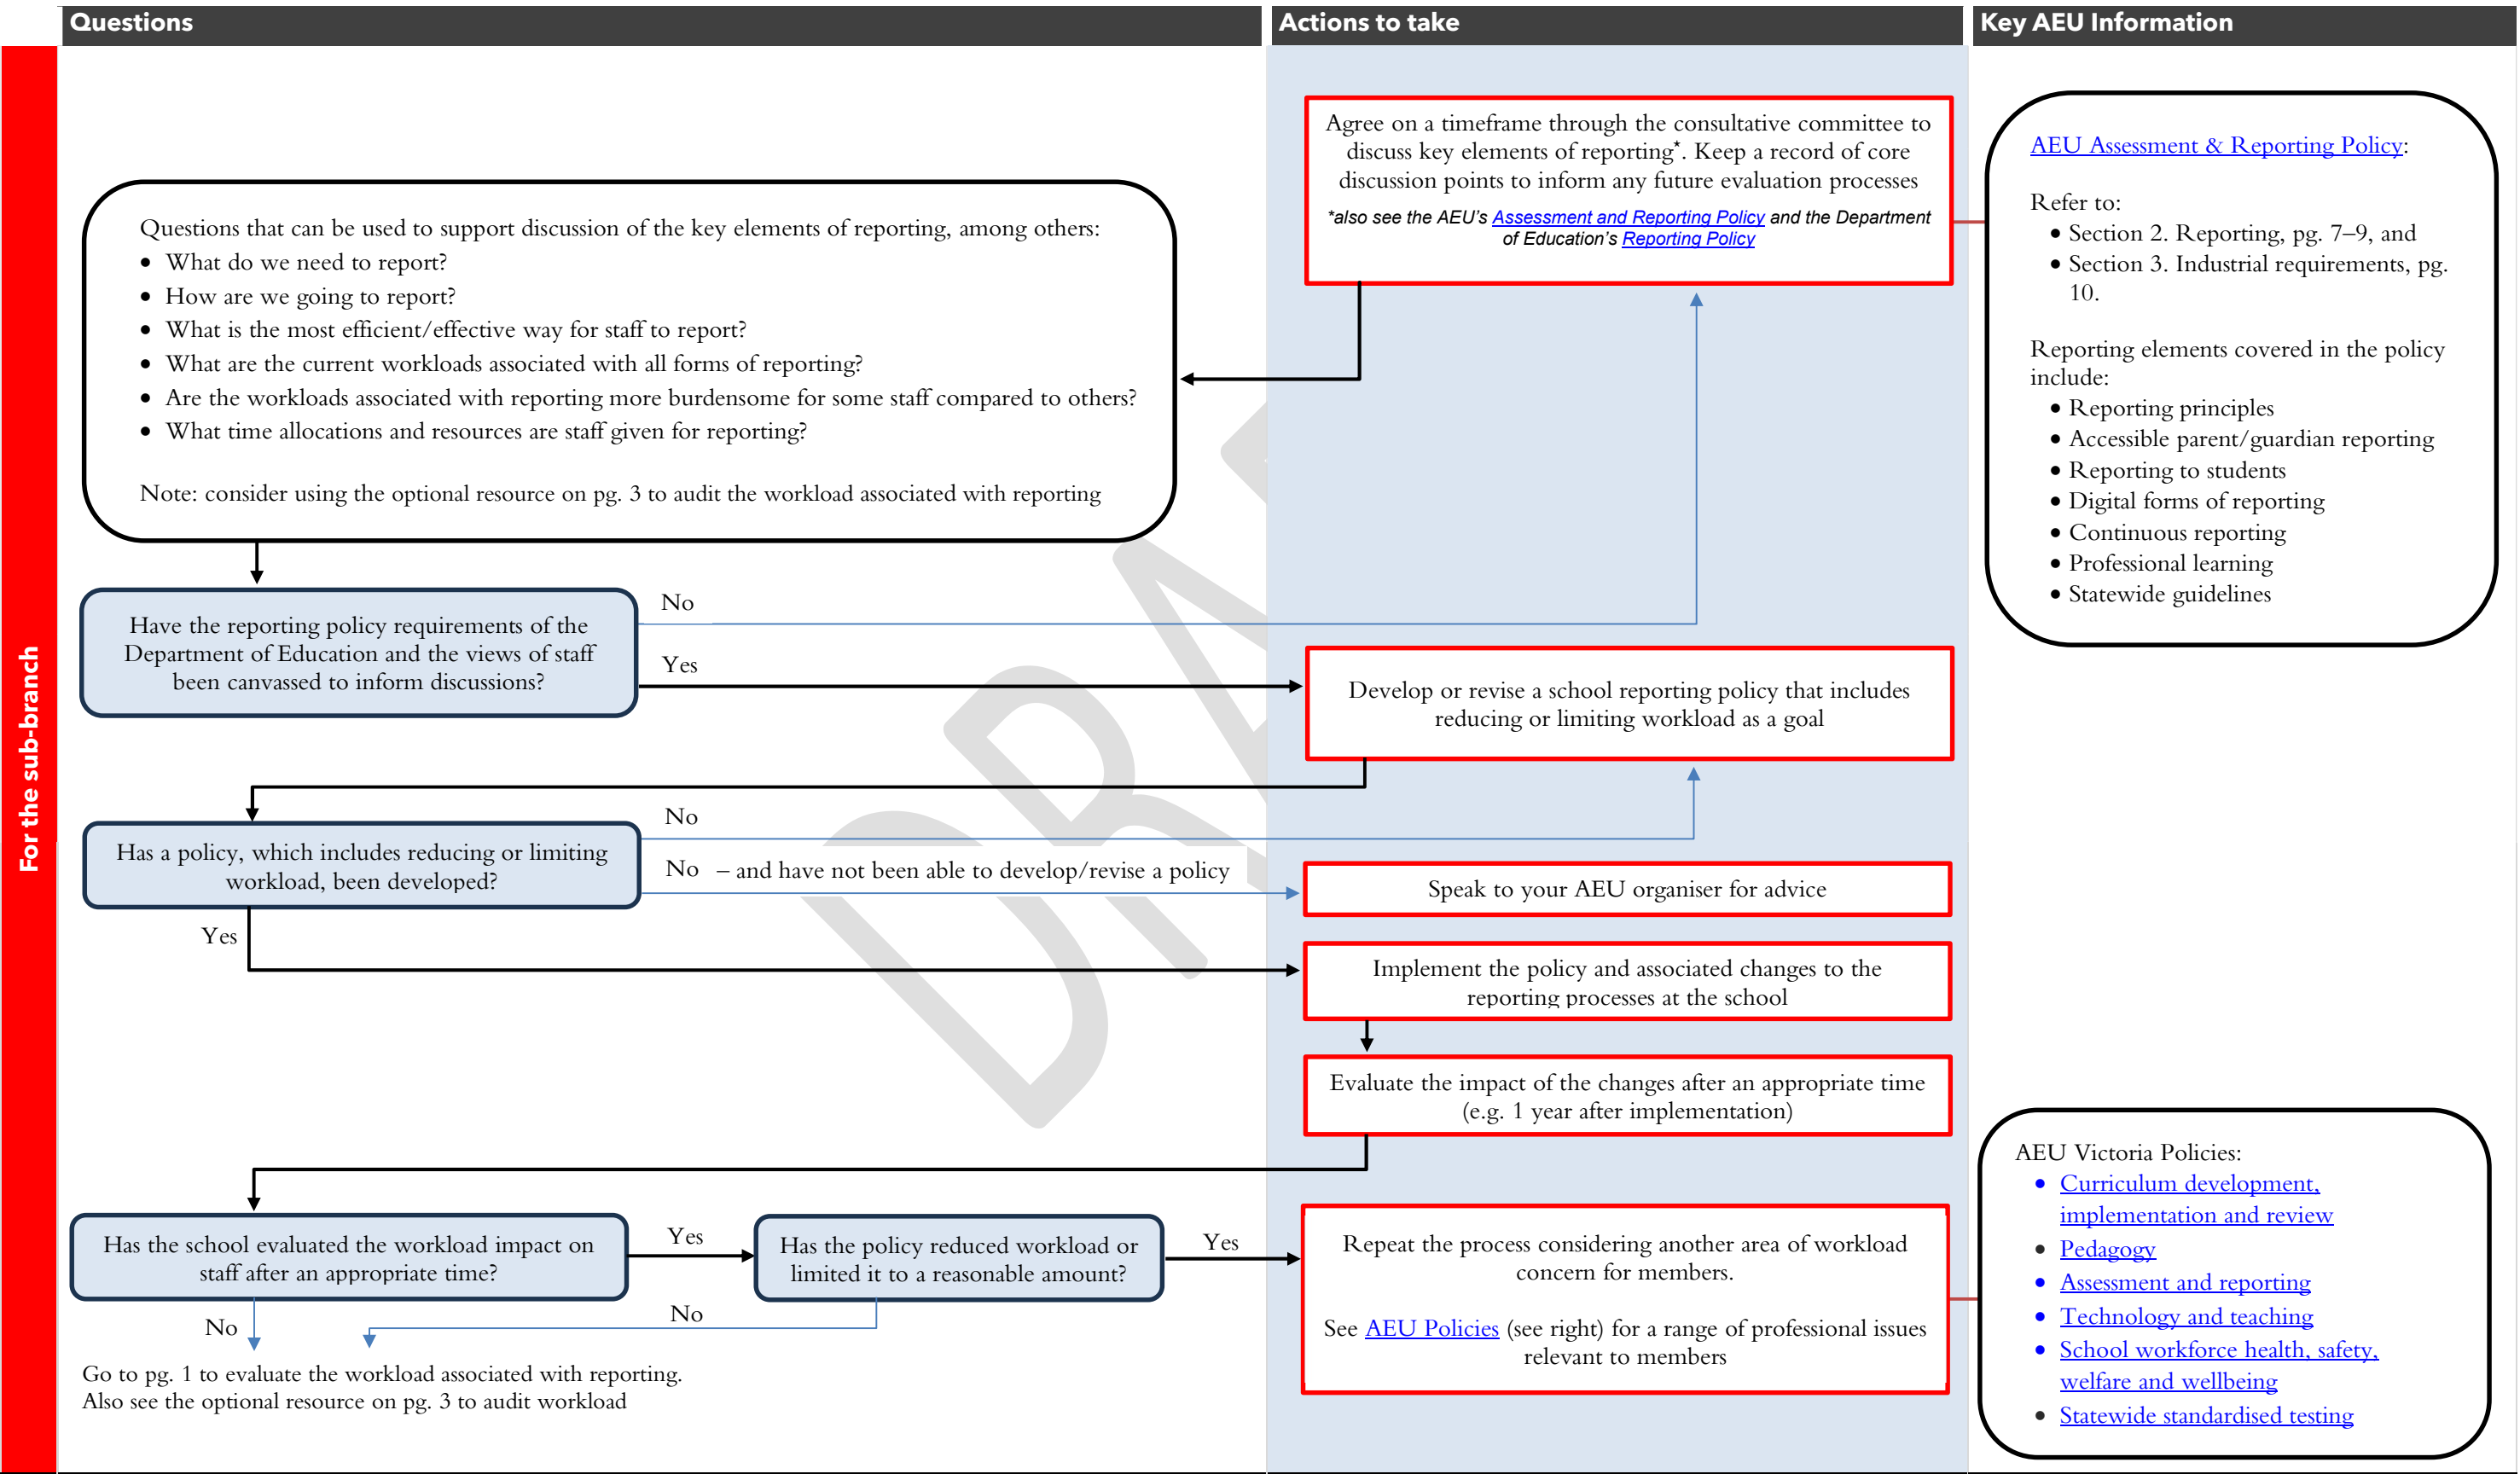 Questions
Actions to take
Key AEU Information
For the sub-branch
Agree on a timeframe through the consultative committee to
discuss key elements of reporting*. Keep a record of core
discussion points to inform any future evaluation processes
*also see the AEU's Assessment and Reporting Policy and the Department
of Education's Reporting Policy
AEU Assessment & Reporting Policy:
Refer to:
• Section 2. Reporting, pg. 7–9, and
• Section 3. Industrial requirements, pg.
10.
Reporting elements covered in the policy
include:
• Reporting principles
• Accessible parent/guardian reporting
• Reporting to students
• Digital forms of reporting
• Continuous reporting
• Professional learning
• Statewide guidelines
Questions that can be used to support discussion of the key elements of reporting, among others:
• What do we need to report?
• How are we going to report?
• What is the most efficient/effective way for staff to report?
• What are the current workloads associated with all forms of reporting?
• Are the workloads associated with reporting more burdensome for some staff compared to others?
• What time allocations and resources are staff given for reporting?
Note: consider using the optional resource on pg. 3 to audit the workload associated with reporting
Have the reporting policy requirements of the
Department of Education and the views of staff
been canvassed to inform discussions?
No
Yes
Develop or revise a school reporting policy that includes
reducing or limiting workload as a goal
Has a policy, which includes reducing or limiting
workload, been developed?
No
No – and have not been able to develop/revise a policy
Yes
Speak to your AEU organiser for advice
Implement the policy and associated changes to the
reporting processes at the school
Evaluate the impact of the changes after an appropriate time
(e.g. 1 year after implementation)
Has the school evaluated the workload impact on
staff after an appropriate time?
Yes
Has the policy reduced workload or
limited it to a reasonable amount?
Yes
No
No
Go to pg. 1 to evaluate the workload associated with reporting.
Also see the optional resource on pg. 3 to audit workload
Repeat the process considering another area of workload
concern for members.
See AEU Policies (see right) for a range of professional issues
relevant to members
AEU Victoria Policies:
• Curriculum development,
implementation and review
• Pedagogy
• Assessment and reporting
• Technology and teaching
• School workforce health, safety,
welfare and wellbeing
• Statewide standardised testing
DRA